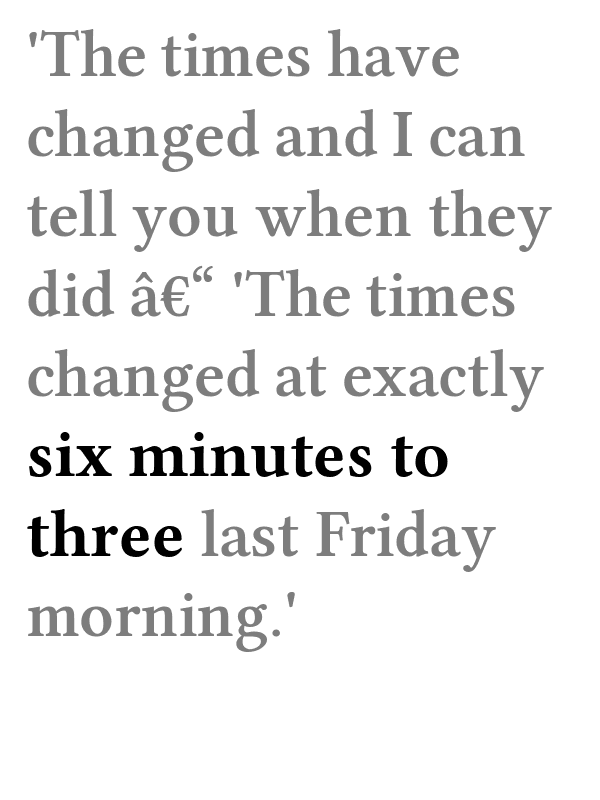 'The times have
changed and I can
tell you when they
did â€“ 'The times
changed at exactly
six minutes to
three last Friday
morning.'